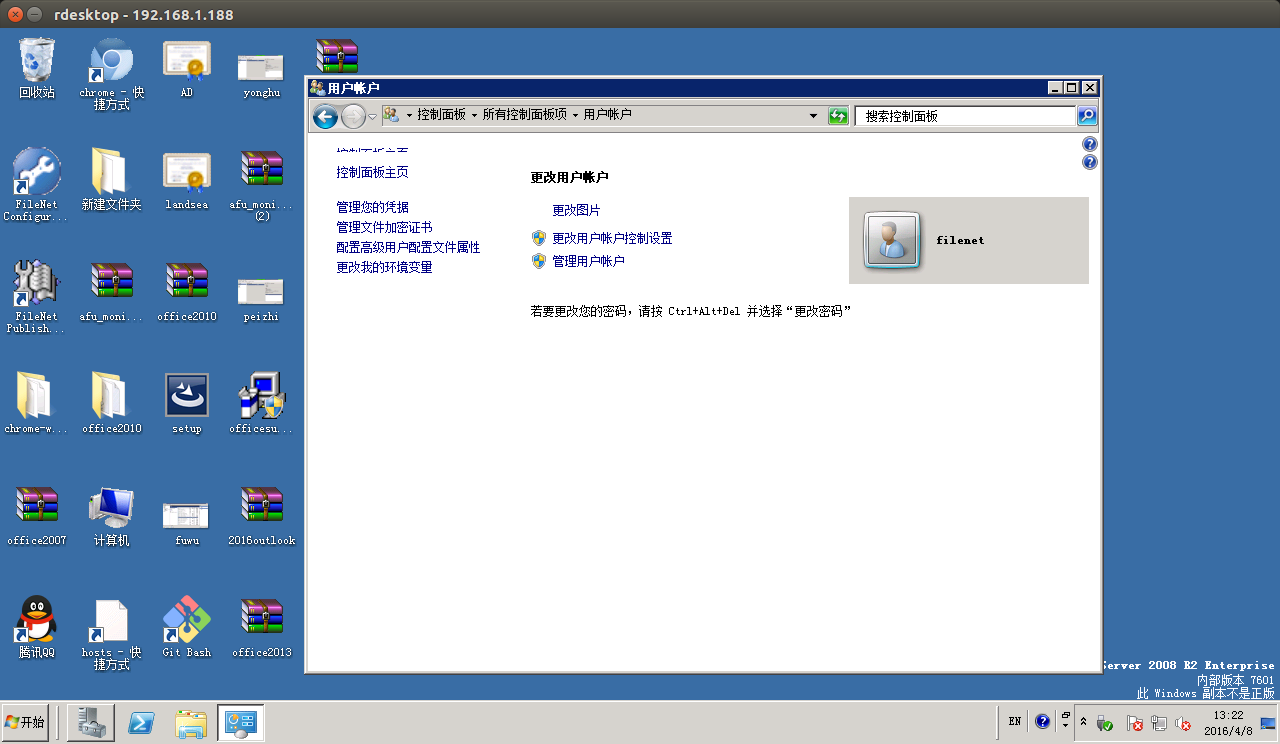 rdesktop - 192.168.1.188
回收站
chrome - 快
捷方式
AD
yonghu
FileNet
Configur...
新建文件夹
landsea
afu_moni...
(2)
FileNet
Publish...
afu_moni...
office2010
peizhi
chrome-w...
office2010
setup
officesu...
office2007
计算机
fuwu
2016outlook
腾讯QQ
hosts - 快
捷方式
Git Bash
office2013
用户帐户
控制面板
所有控制面板项
用户帐户
搜索控制面板
控制面板主页
控制面板主页
管理您的凭据
管理文件加密证书
配置高级用户配置文件属性
更改我的环境变量
更改用户帐户
更改图片
更改用户帐户控制设置
管理用户帐户
filenet
若要更改您的密码，请按 Ctrl+Alt+Del 并选择“更改密码”
Server 2008 R2 Enterprise
内部版本 7601
此 Windows 副本不是正版
开始
EN
13:22
2016/4/8